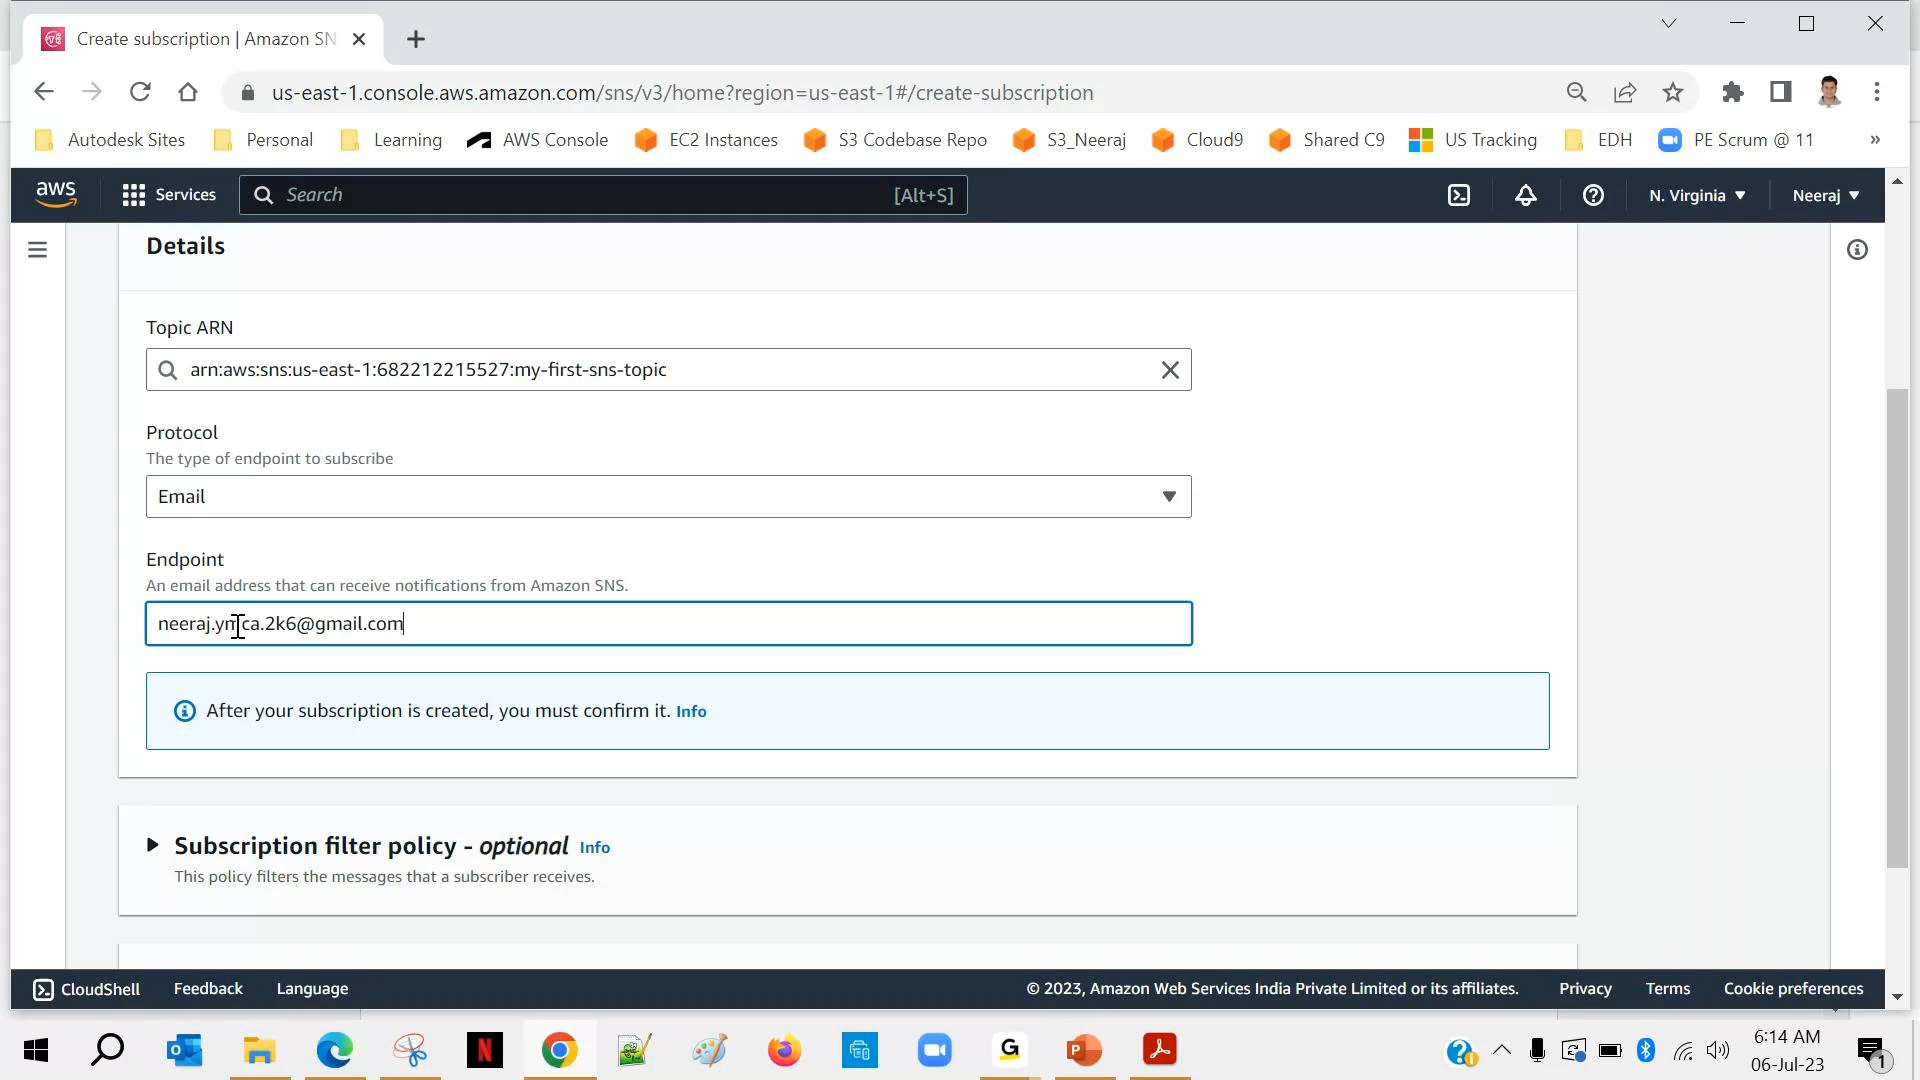 Create subscription | Amazon SN
us-east-1.console.aws.amazon.com/sns/v3/home?region=us-east-1#/create-subscription
Autodesk Sites
Personal
Learning
AWS Console
EC2 Instances
S3 Codebase Repo
S3_Neeraj
Cloud9
Shared C9
US Tracking
EDH
PE Scrum @ 11
»
aws
Services
Search
[Alt+S]
N. Virginia
Neeraj
Details
Topic ARN
arn:aws:sns:us-east-1:682212215527:my-first-sns-topic
Protocol
The type of endpoint to subscribe
Email
Endpoint
An email address that can receive notifications from Amazon SNS.
neeraj.ymca.2k6@gmail.com
After your subscription is created, you must confirm it. Info
Subscription filter policy - optional Info
This policy filters the messages that a subscriber receives.
CloudShell
Feedback
Language
© 2023, Amazon Web Services India Private Limited or its affiliates.
Privacy
Terms
Cookie preferences
6:14 AM
06-Jul-23
1